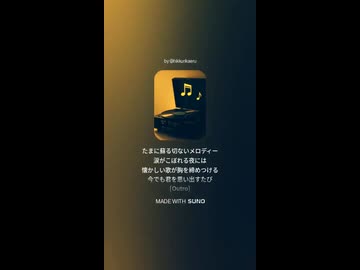 たまに蘇る切ないメロディー
涙がこぼれる夜には
懐かしい歌が胸を締めつける
今でも君を思い出すたび
[Outro]
MADE WITH SUNO